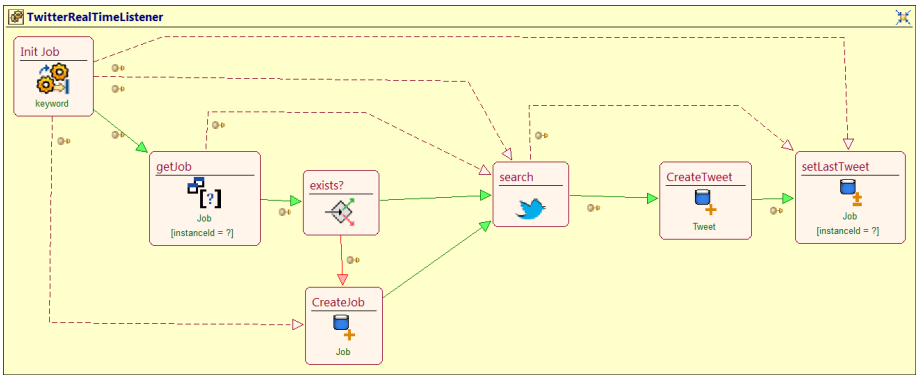 TwitterRealTimeListener
Init Job
keyword
getJob
Job
[instanceId = ?]
exists?
CreateJob
Job
search
CreateTweet
Tweet
setLastTweet
Job
[instanceId = ?]